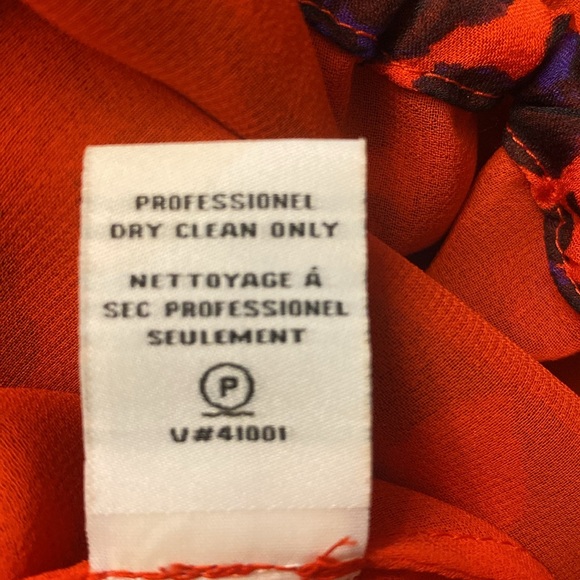 PROFESSIONEL
DRY CLEAN ONLY
NETTOYAGE Á
SEC PROFESSIONEL
SEULEMENT
P
V#41001